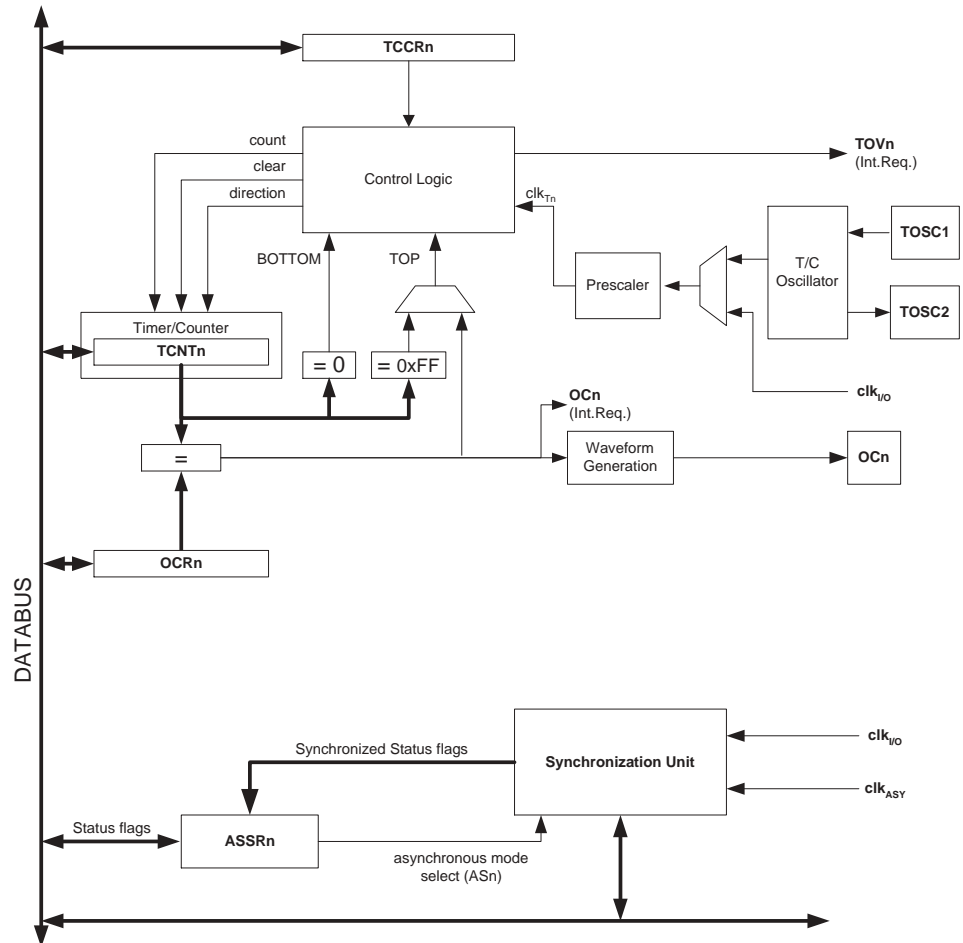 TCCRn
count
clear
direction
Control Logic
TOVn
(Int.Req.)
clkTn
BOTTOM
TOP
TOSC1
T/C
Oscillator
Prescaler
TOSC2
Timer/Counter
TCNTn
= 0
= 0xFF
clkI/O
OCn
(Int.Req.)
=
Waveform
Generation
OCn
OCRn
DATABUS
Synchronized Status flags
Synchronization Unit
clkI/O
clkASY
Status flags
ASSRn
asynchronous mode
select (ASn)